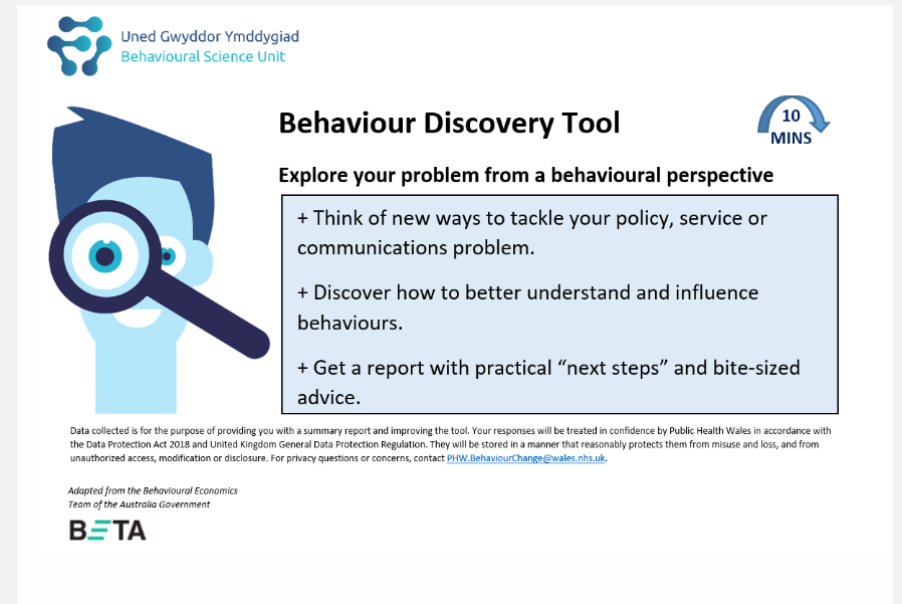 Uned Gwyddor Ymddygiad
Behavioural Science Unit
Behaviour Discovery Tool
10
MINS
Explore your problem from a behavioural perspective
+ Think of new ways to tackle your policy, service or
communications problem.
+ Discover how to better understand and influence
behaviours.
+ Get a report with practical “next steps” and bite-sized
advice.
Data collected is for the purpose of providing you with a summary report and improving the tool. Your responses will be treated in confidence by Public Health Wales in accordance with
the Data Protection Act 2018 and United Kingdom General Data Protection Regulation. They will be stored in a manner that reasonably protects them from misuse and loss, and from
unauthorized access, modification or disclosure. For privacy questions or concerns, contact PHW.BehaviourChange@wales.nhs.uk.
Adapted from the Behavioural Economics
Team of the Australia Government
BETA